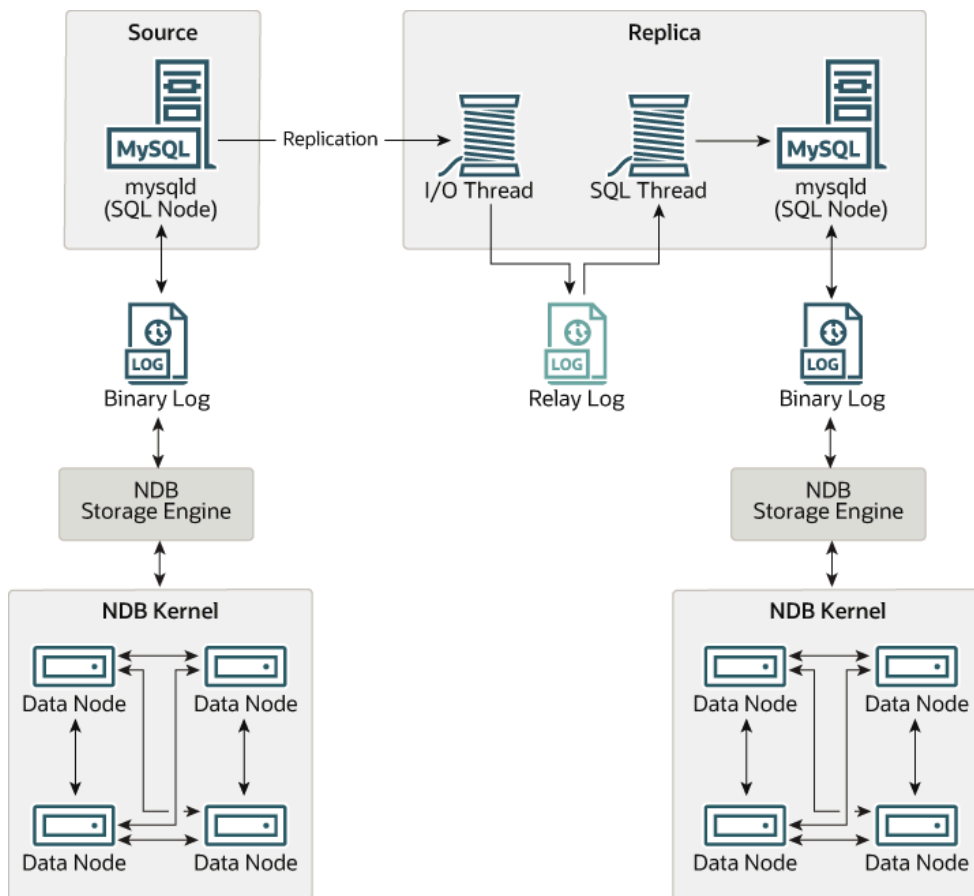 Source
Replica
MySQL
Replication
MySQL
mysqld
(SQL Node)
I/O Thread
SQL Thread
mysqld
(SQL Node)
LOG
Binary Log
LOG
Relay Log
LOG
Binary Log
NDB
Storage Engine
NDB
Storage Engine
NDB Kernel
Data Node
Data Node
Data Node
Data Node
NDB Kernel
Data Node
Data Node
Data Node
Data Node